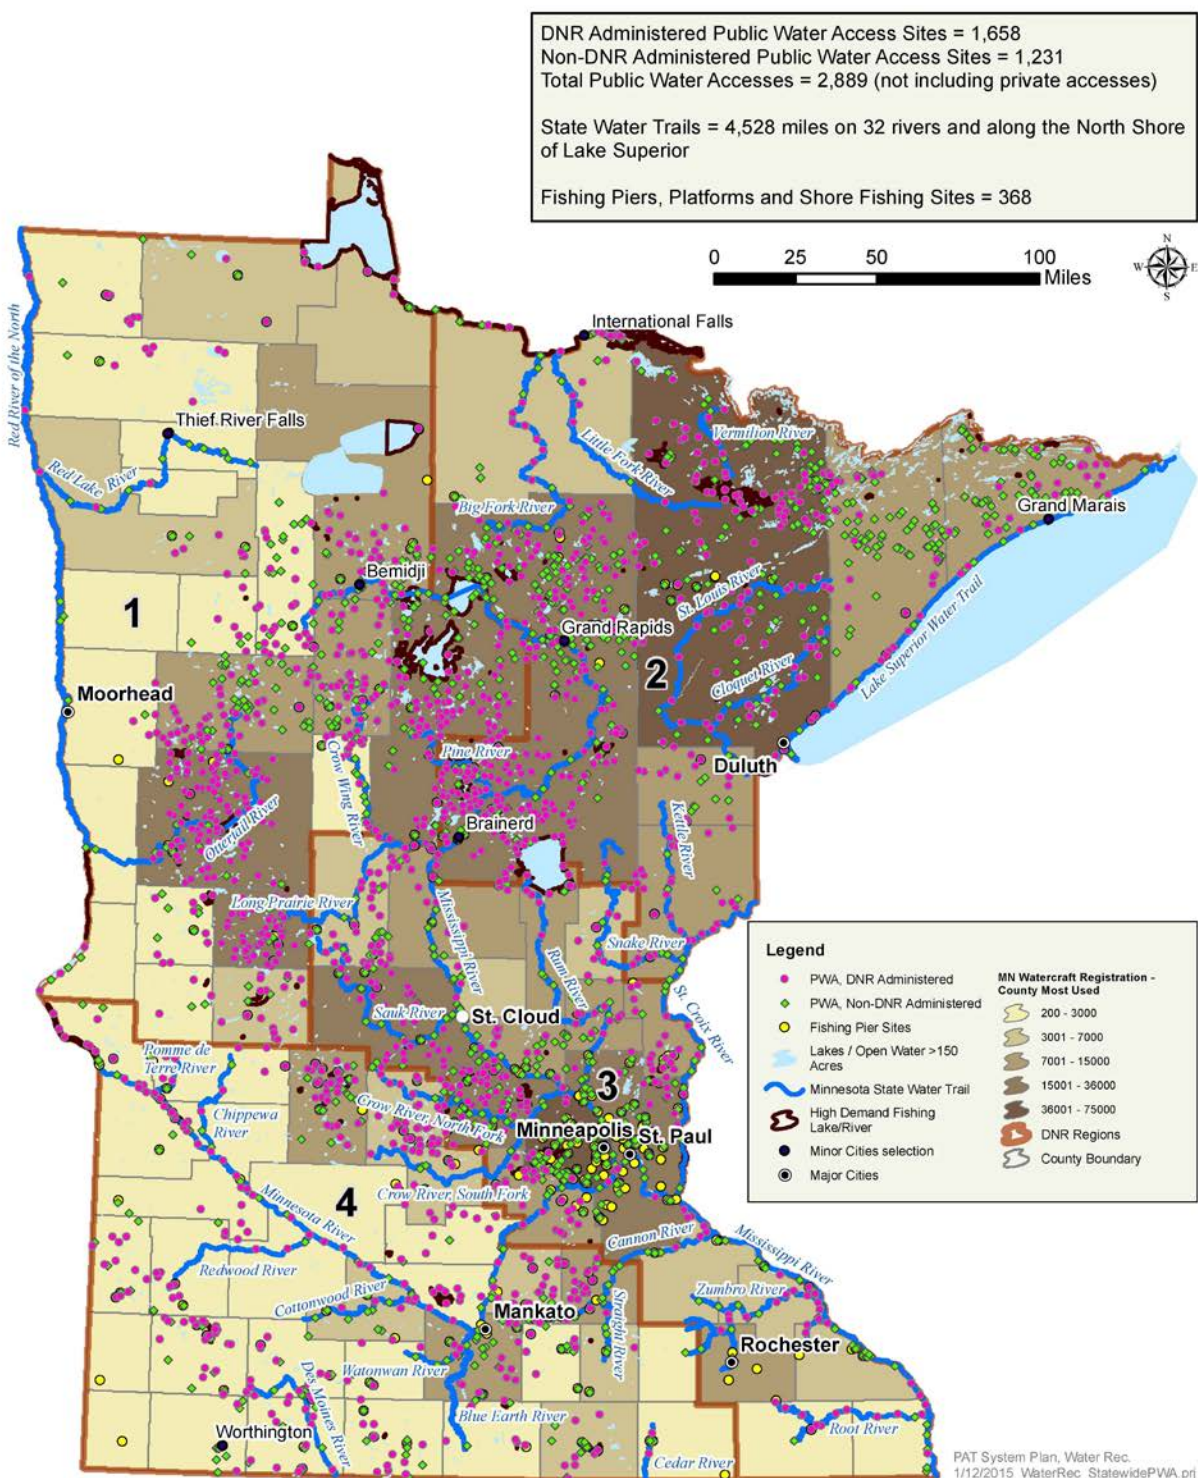 DNR Administered Public Water Access Sites = 1,658
Non-DNR Administered Public Water Access Sites = 1,231
Total Public Water Accesses = 2,889 (not including private accesses)
State Water Trails = 4,528 miles on 32 rivers and along the North Shore
of Lake Superior
Fishing Piers, Platforms and Shore Fishing Sites = 368
N
W
E
S
0 25 50 100
Miles
International Falls
Red River of the North
Thief River Falls
Vermilion River
Little Fork River
Red Lake River
Big Fork River
Grand Marais
Bemidji
St. Louis River
1
Grand Rapids
Lake Superior Water Trail
2
Cloquet River
Moorhead
Pine River
Crow Wing River
Duluth
Kettle River
Ottertail River
Brainerd
Long Prairie River
Mississippi River
Snake River
Rum River
Sauk River
St. Cloud
St. Croix River
Pomme de
Terre River
3
Chippewa
River
Crow River, North Fork
Minneapolis
St. Paul
Crow River, South Fork
4
Minnesota River
Cannon River
Mississippi River
Redwood River
Cottonwood River
Zumbro River
Mankato
Straight River
Rochester
Watonwan River
Des Moines River
Blue Earth River
Root River
Worthington
Cedar River
Legend
PWA, DNR Administered
PWA, Non-DNR Administered
Fishing Pier Sites
Lakes / Open Water >150
Acres
Minnesota State Water Trail
High Demand Fishing
Lake/River
Minor Cities selection
Major Cities
MN Watercraft Registration -
County Most Used
200 - 3000
3001 - 7000
7001 - 15000
15001 - 36000
36001 - 75000
DNR Regions
County Boundary
PAT System Plan, Water Rec.
1/12/2015 WaterRec_StatewidePWA